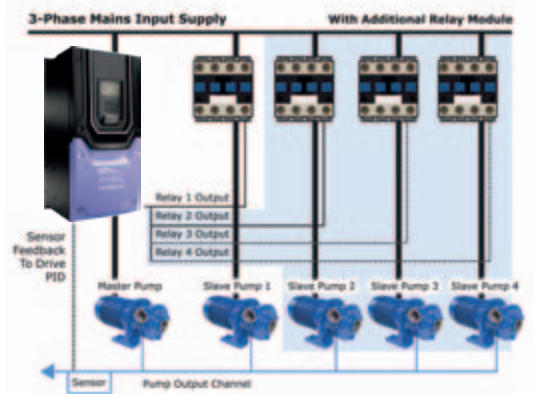 3-Phase Mains Input Supply
With Additional Relay Module
Relay 1 Output
Relay 2 Output
Relay 3 Output
Relay 4 Output
Sensor
Feedback
To Drive
PID
Master Pump
Slave Pump 1
Slave Pump 2
Slave Pump 3
Slave Pump 4
Sensor
Pump Output Channel